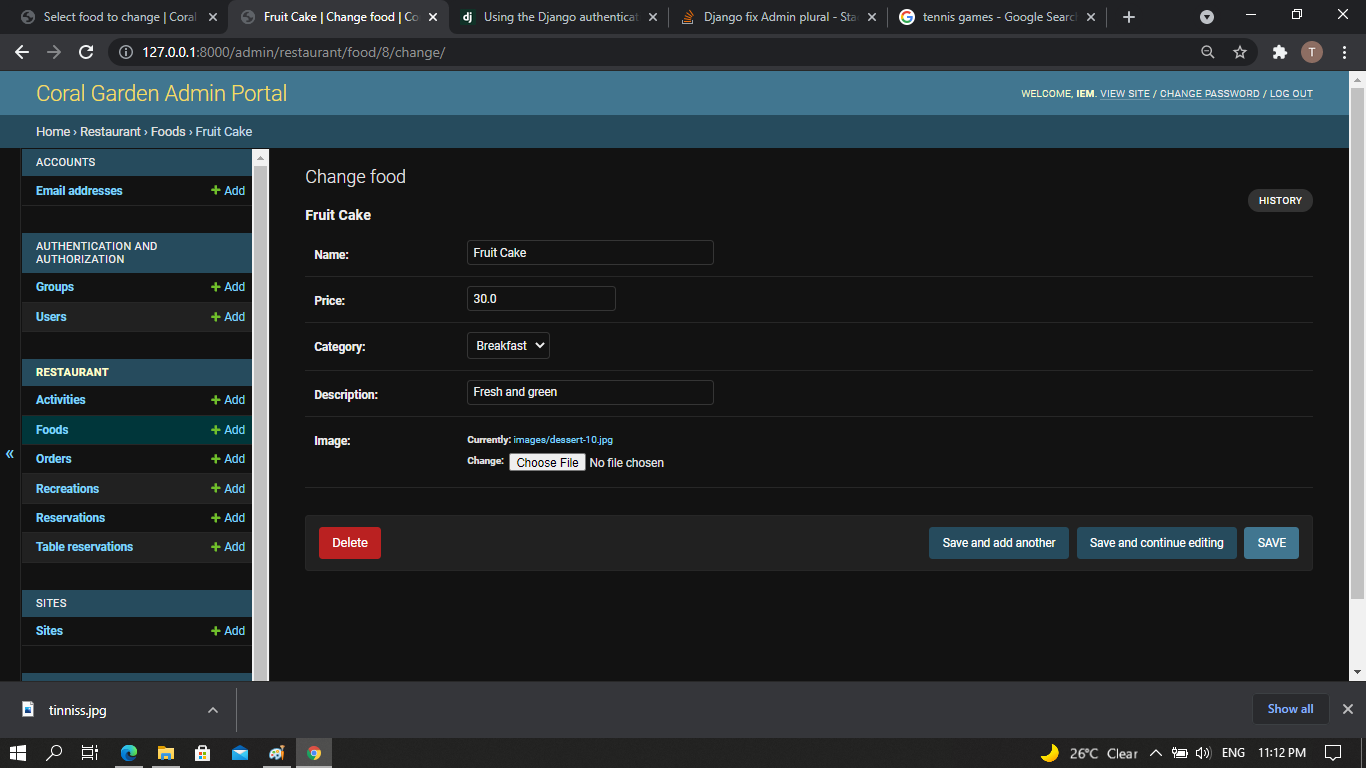 Select food to change | Coral
Fruit Cake | Change food | Co
Using the Django authenticat
Django fix Admin plural - Sta
tennis games - Google Search
127.0.0.1:8000/admin/restaurant/food/8/change/
T
Coral Garden Admin Portal
WELCOME, IEM. VIEW SITE / CHANGE PASSWORD / LOG OUT
Home › Restaurant › Foods › Fruit Cake
ACCOUNTS
Email addresses + Add
AUTHENTICATION AND
AUTHORIZATION
Groups + Add
Users + Add
RESTAURANT
Activities + Add
Foods + Add
Orders + Add
Recreations + Add
Reservations + Add
Table reservations + Add
SITES
Sites + Add
«
Change food
HISTORY
Fruit Cake
Name: Fruit Cake
Price: 30.0
Category: Breakfast
Description: Fresh and green
Image: Currently: images/dessert-10.jpg
Change: Choose File No file chosen
Delete
Save and add another
Save and continue editing
SAVE
tinniss.jpg
Show all
26°C Clear
ENG
11:12 PM